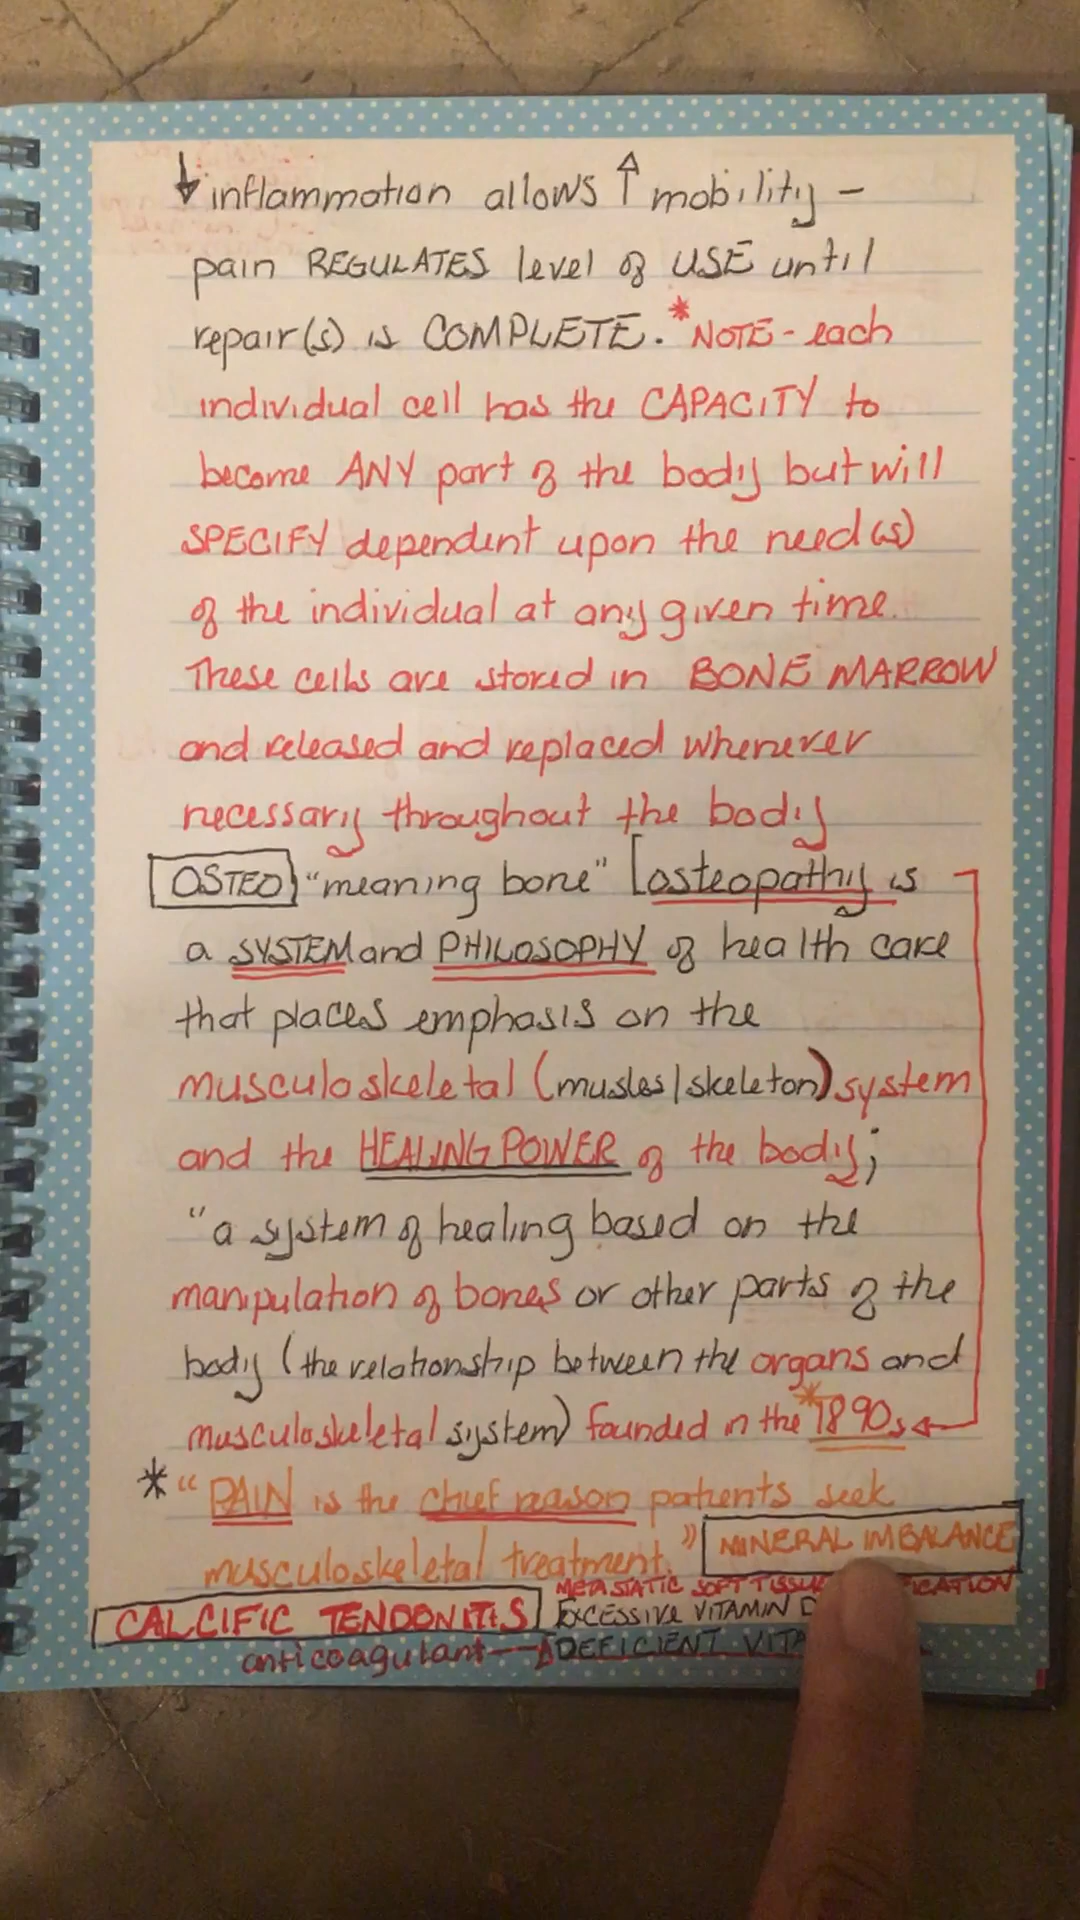 ↓ inflammation allows ↑ mobility -
pain REGULATES level of USE until
repair(s) is COMPLETE. *NOTE - each
individual cell has the CAPACITY to
become ANY part of the body but will
SPECIFY dependent upon the need(s)
of the individual at any given time.
These cells are stored in BONE MARROW
and released and replaced whenever
necessary throughout the body
OSTEO "meaning bone" [osteopathy is
a SYSTEM and PHILOSOPHY of health care
that places emphasis on the
musculoskeletal (musles/skeleton) system
and the HEALING POWER of the body;
"a system of healing based on the
manipulation of bones or other parts of the
body (the relationship between the organs and
musculoskeletal system) founded in the *1890s
* "PAIN is the chief reason patients seek
musculoskeletal treatment." MINERAL IMBALANCE
METASTATIC SOFT TISSUE
CALCIFIC TENDONITIS EXCESSIVE VITAMIN D
anticoagulant → DEFICIENT